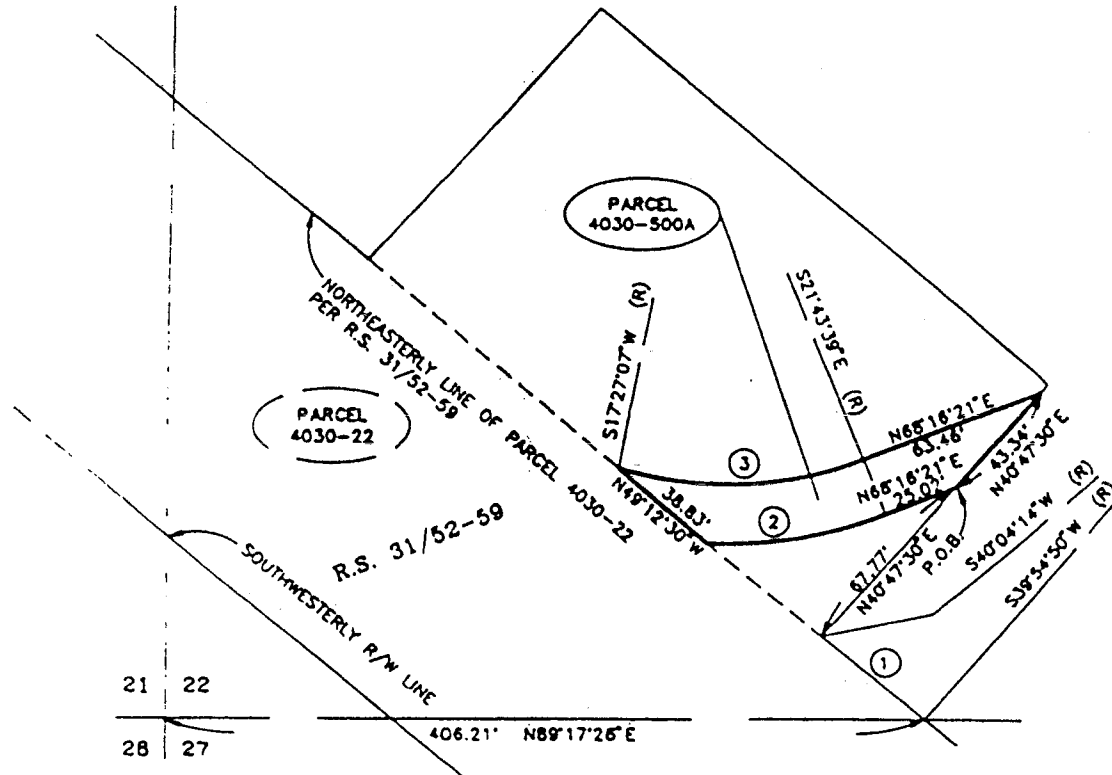 PARCEL
4030-500A
NORTHEASTERLY LINE OF PARCEL 4030-22
PER R.S. 31/52-59
S17°27'07"W (R)
S21°43'39"E (R)
PARCEL
4030-22
N68°16'21"E
63.46'
3
N68°16'21"E
25.03'
43.34'
N40°47'30"E
38.83'
N49°12'30"W
2
R.S. 31/52-59
67.77'
N40°47'30"E
P.O.B.
S40°04'14"W (R)
S39°54'50"W (R)
SOUTHWESTERLY R/W LINE
1
21 22
28 27
406.21' N89°17'26"E